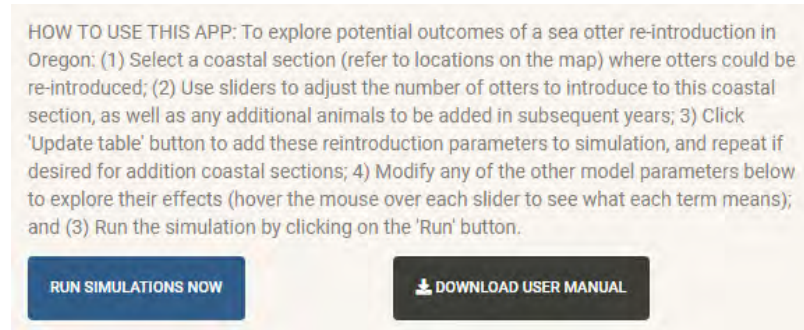 HOW TO USE THIS APP: To explore potential outcomes of a sea otter re-introduction in
Oregon: (1) Select a coastal section (refer to locations on the map) where otters could be
re-introduced; (2) Use sliders to adjust the number of otters to introduce to this coastal
section, as well as any additional animals to be added in subsequent years; 3) Click
'Update table' button to add these reintroduction parameters to simulation, and repeat if
desired for addition coastal sections; 4) Modify any of the other model parameters below
to explore their effects (hover the mouse over each slider to see what each term means);
and (3) Run the simulation by clicking on the 'Run' button.
RUN SIMULATIONS NOW
DOWNLOAD USER MANUAL